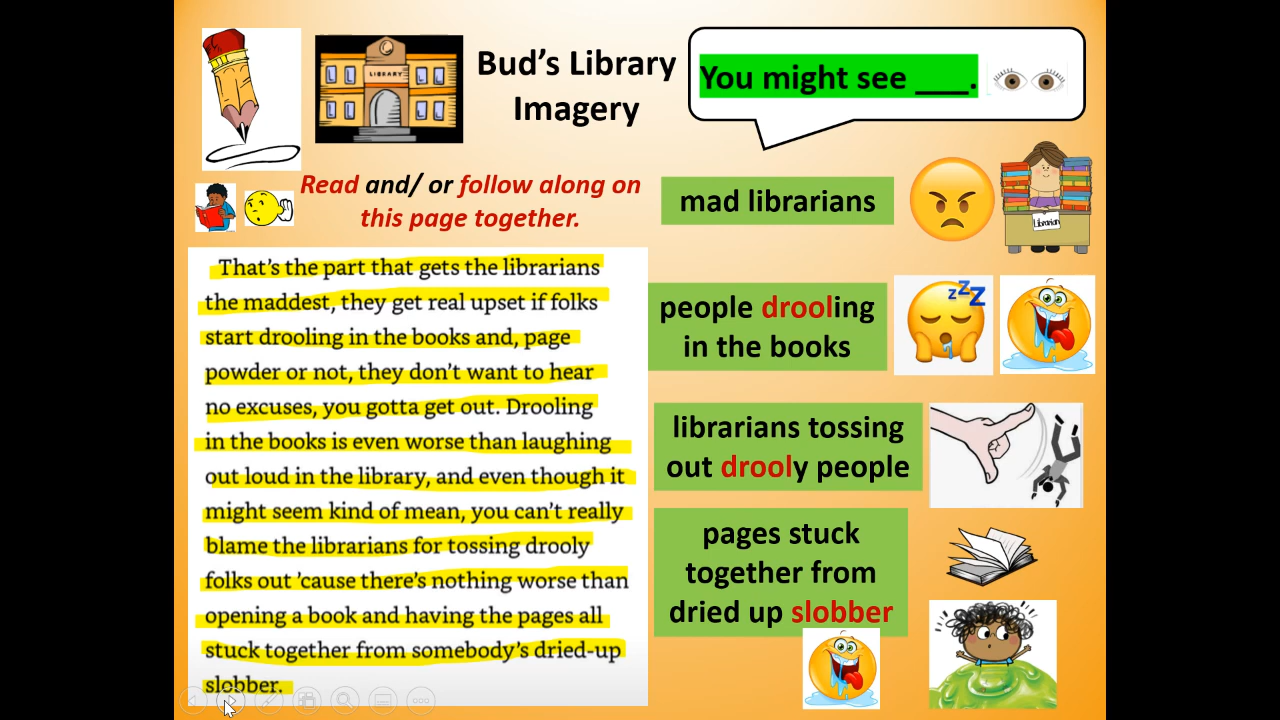 Bud’s Library
Imagery
You might see ___.
LIBRARY
Read and/ or follow along on
this page together.
That’s the part that gets the librarians
the maddest, they get real upset if folks
start drooling in the books and, page
powder or not, they don’t want to hear
no excuses, you gotta get out. Drooling
in the books is even worse than laughing
out loud in the library, and even though it
might seem kind of mean, you can’t really
blame the librarians for tossing drooly
folks out ’cause there’s nothing worse than
opening a book and having the pages all
stuck together from somebody’s dried-up
slobber.
mad librarians
Librarian
people drooling
in the books
zzZ
librarians tossing
out drooly people
pages stuck
together from
dried up slobber